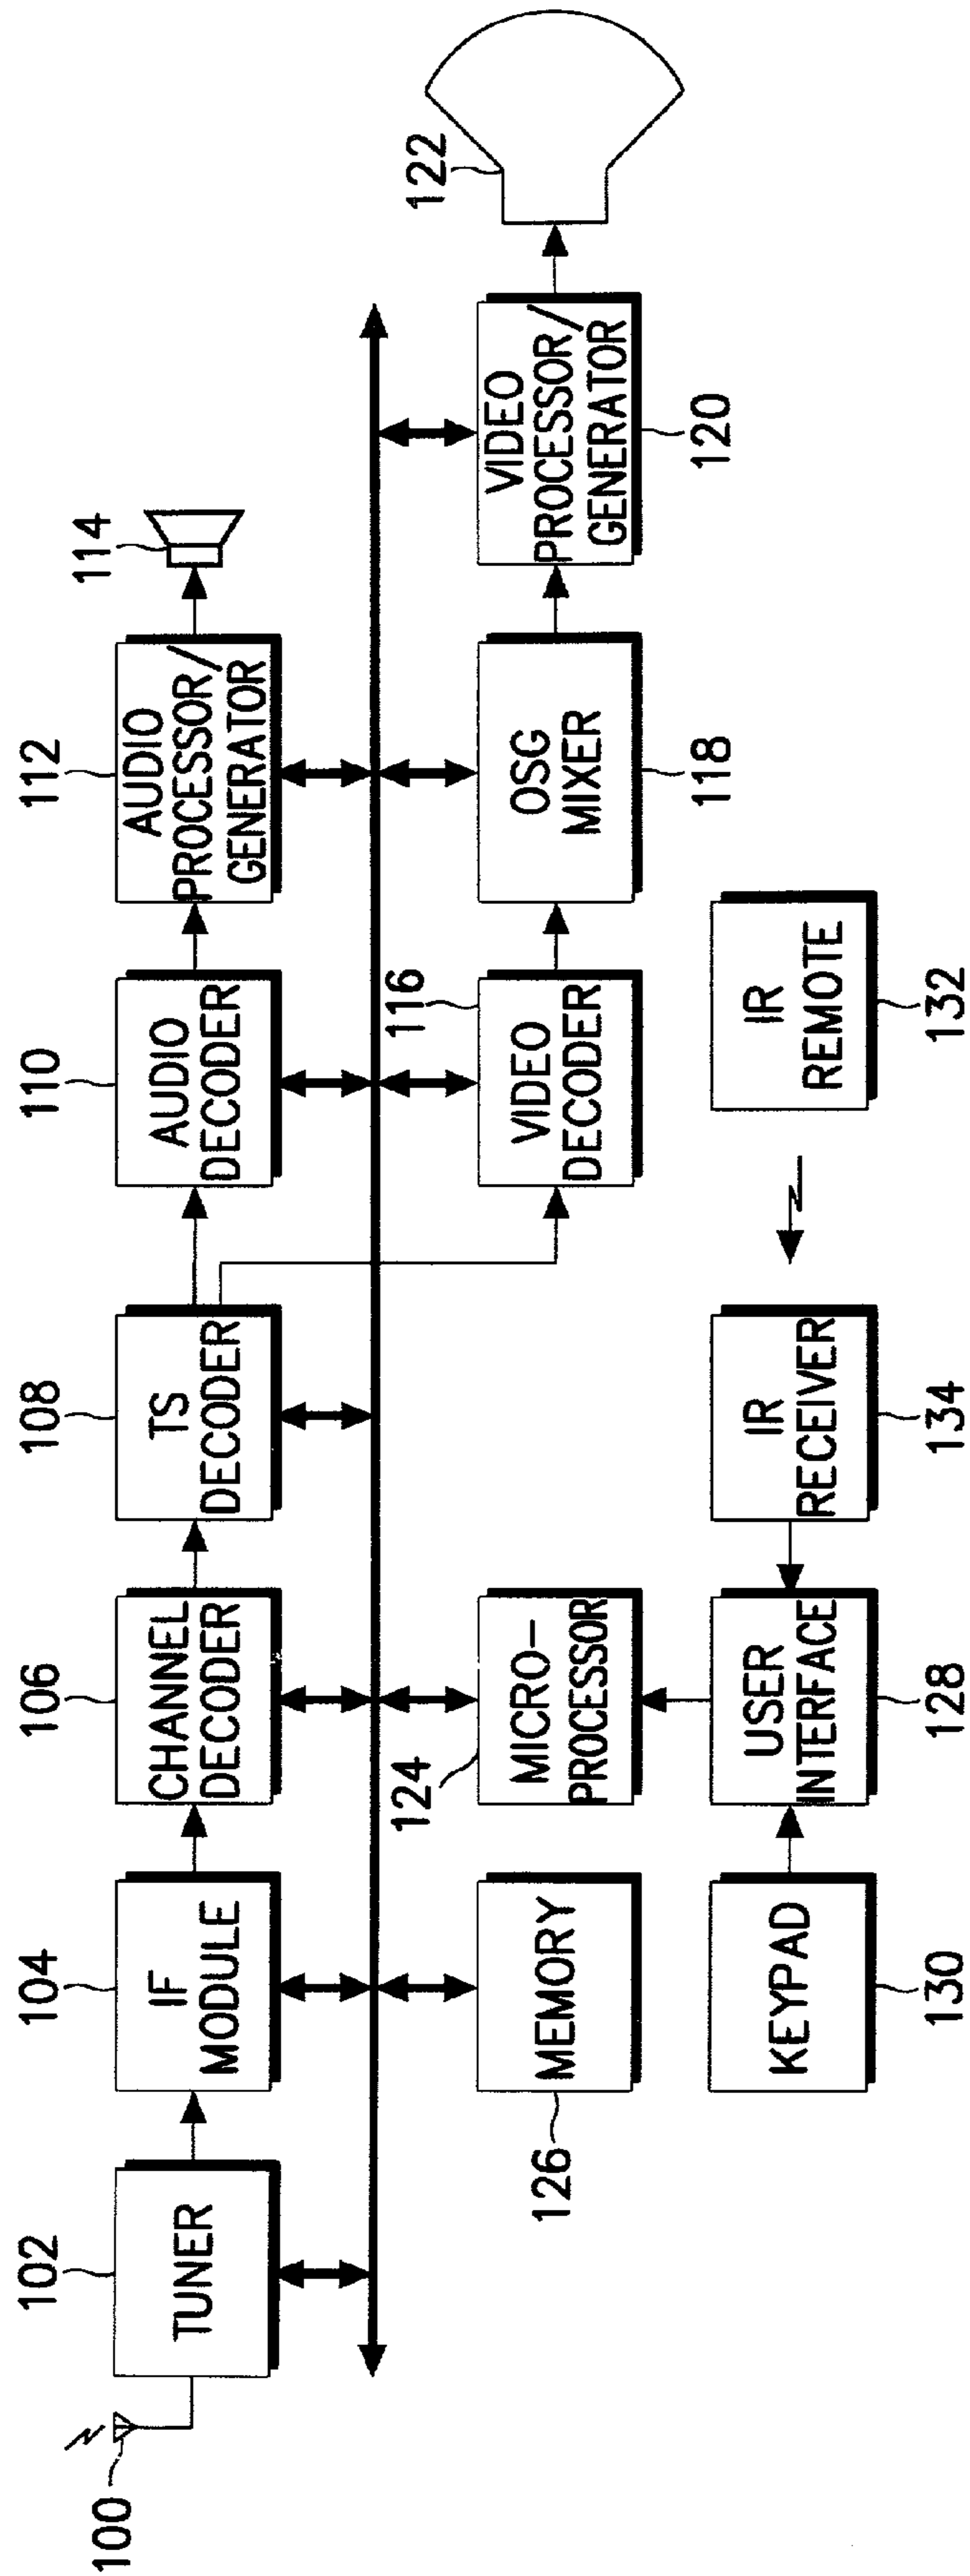 100
102
TUNER
104
IF
MODULE
106
CHANNEL
DECODER
108
TS
DECODER
110
AUDIO
DECODER
112
AUDIO
PROCESSOR/
GENERATOR
114
126
MEMORY
124
MICRO-
PROCESSOR
116
VIDEO
DECODER
OSG
MIXER
118
VIDEO
PROCESSOR/
GENERATOR
120
122
KEYPAD
130
USER
INTERFACE
128
IR
RECEIVER
134
IR
REMOTE
132